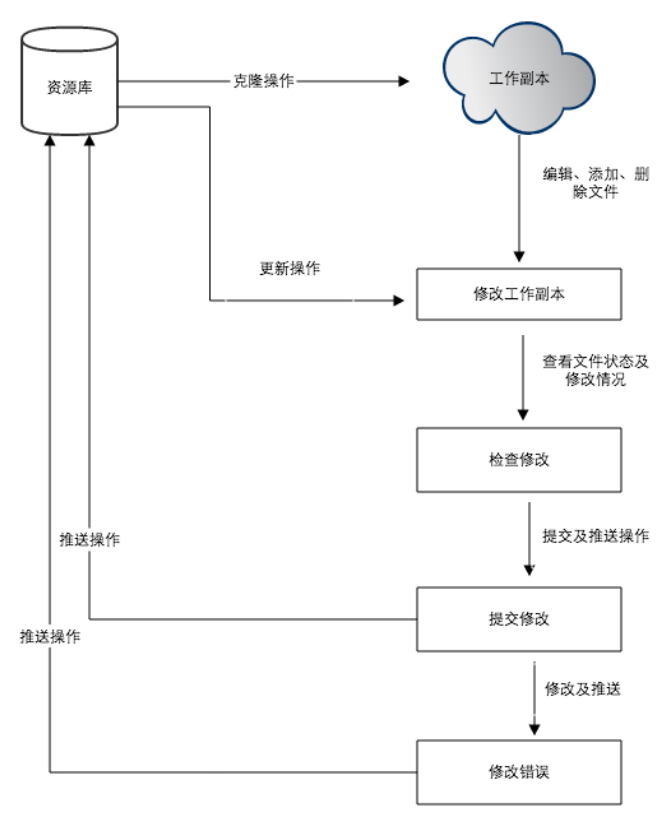 资源库
克隆操作
工作副本
编辑、添加、删
除文件
更新操作
修改工作副本
查看文件状态及
修改情况
检查修改
推送操作
提交及推送操作
提交修改
推送操作
修改及推送
修改错误